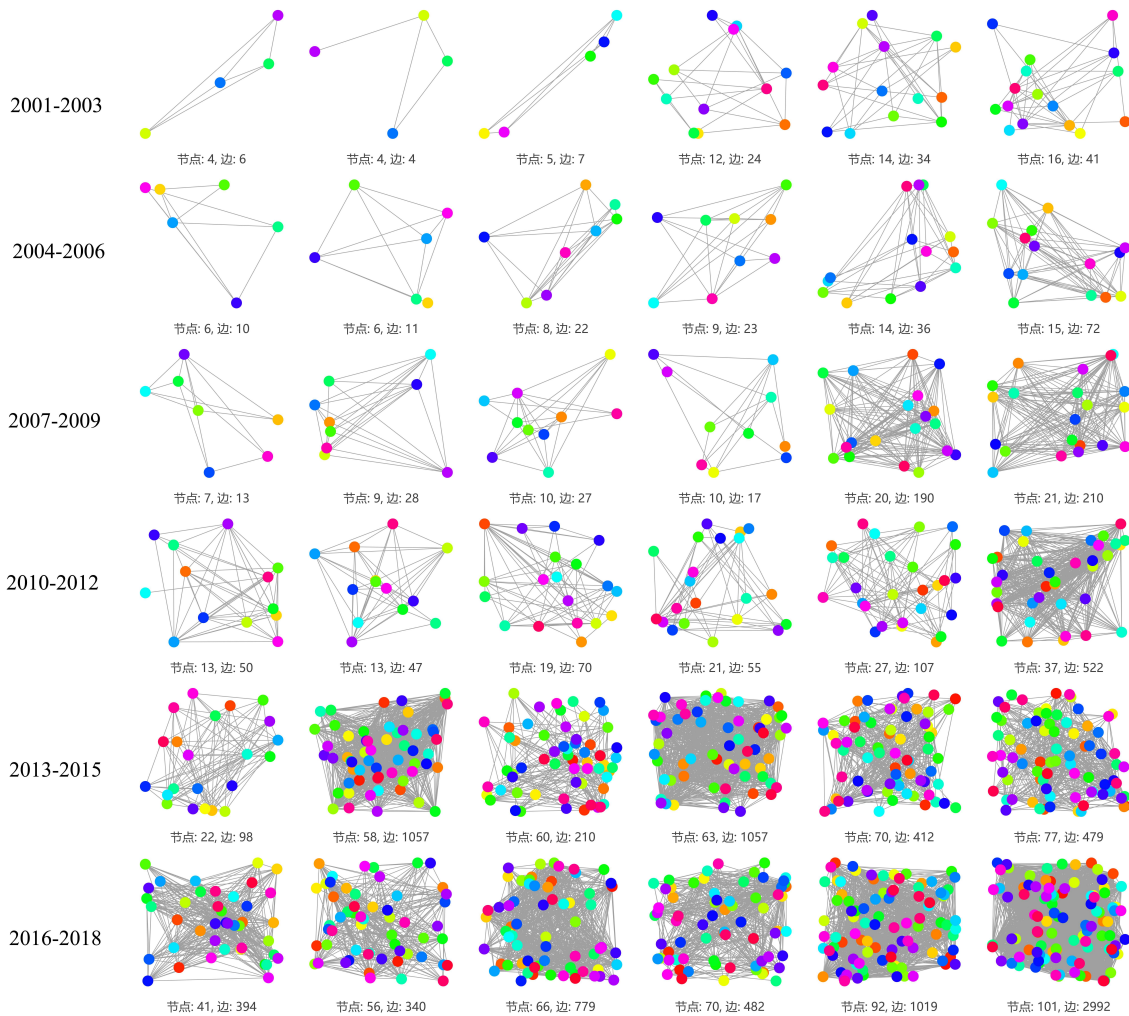 2001-2003
节点: 4, 边: 6
节点: 4, 边: 4
节点: 5, 边: 7
节点: 12, 边: 24
节点: 14, 边: 34
节点: 16, 边: 41
2004-2006
节点: 6, 边: 10
节点: 6, 边: 11
节点: 8, 边: 22
节点: 9, 边: 23
节点: 14, 边: 36
节点: 15, 边: 72
2007-2009
节点: 7, 边: 13
节点: 9, 边: 28
节点: 10, 边: 27
节点: 10, 边: 17
节点: 20, 边: 190
节点: 21, 边: 210
2010-2012
节点: 13, 边: 50
节点: 13, 边: 47
节点: 19, 边: 70
节点: 21, 边: 55
节点: 27, 边: 107
节点: 37, 边: 522
2013-2015
节点: 22, 边: 98
节点: 58, 边: 1057
节点: 60, 边: 210
节点: 63, 边: 1057
节点: 70, 边: 412
节点: 77, 边: 479
2016-2018
节点: 41, 边: 394
节点: 56, 边: 340
节点: 66, 边: 779
节点: 70, 边: 482
节点: 92, 边: 1019
节点: 101, 边: 2992